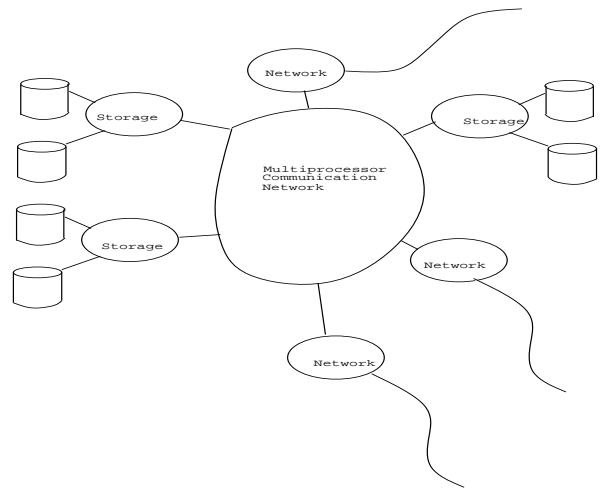 Network
Storage
Storage
Multiprocessor
Communication
Network
Storage
Network
Network